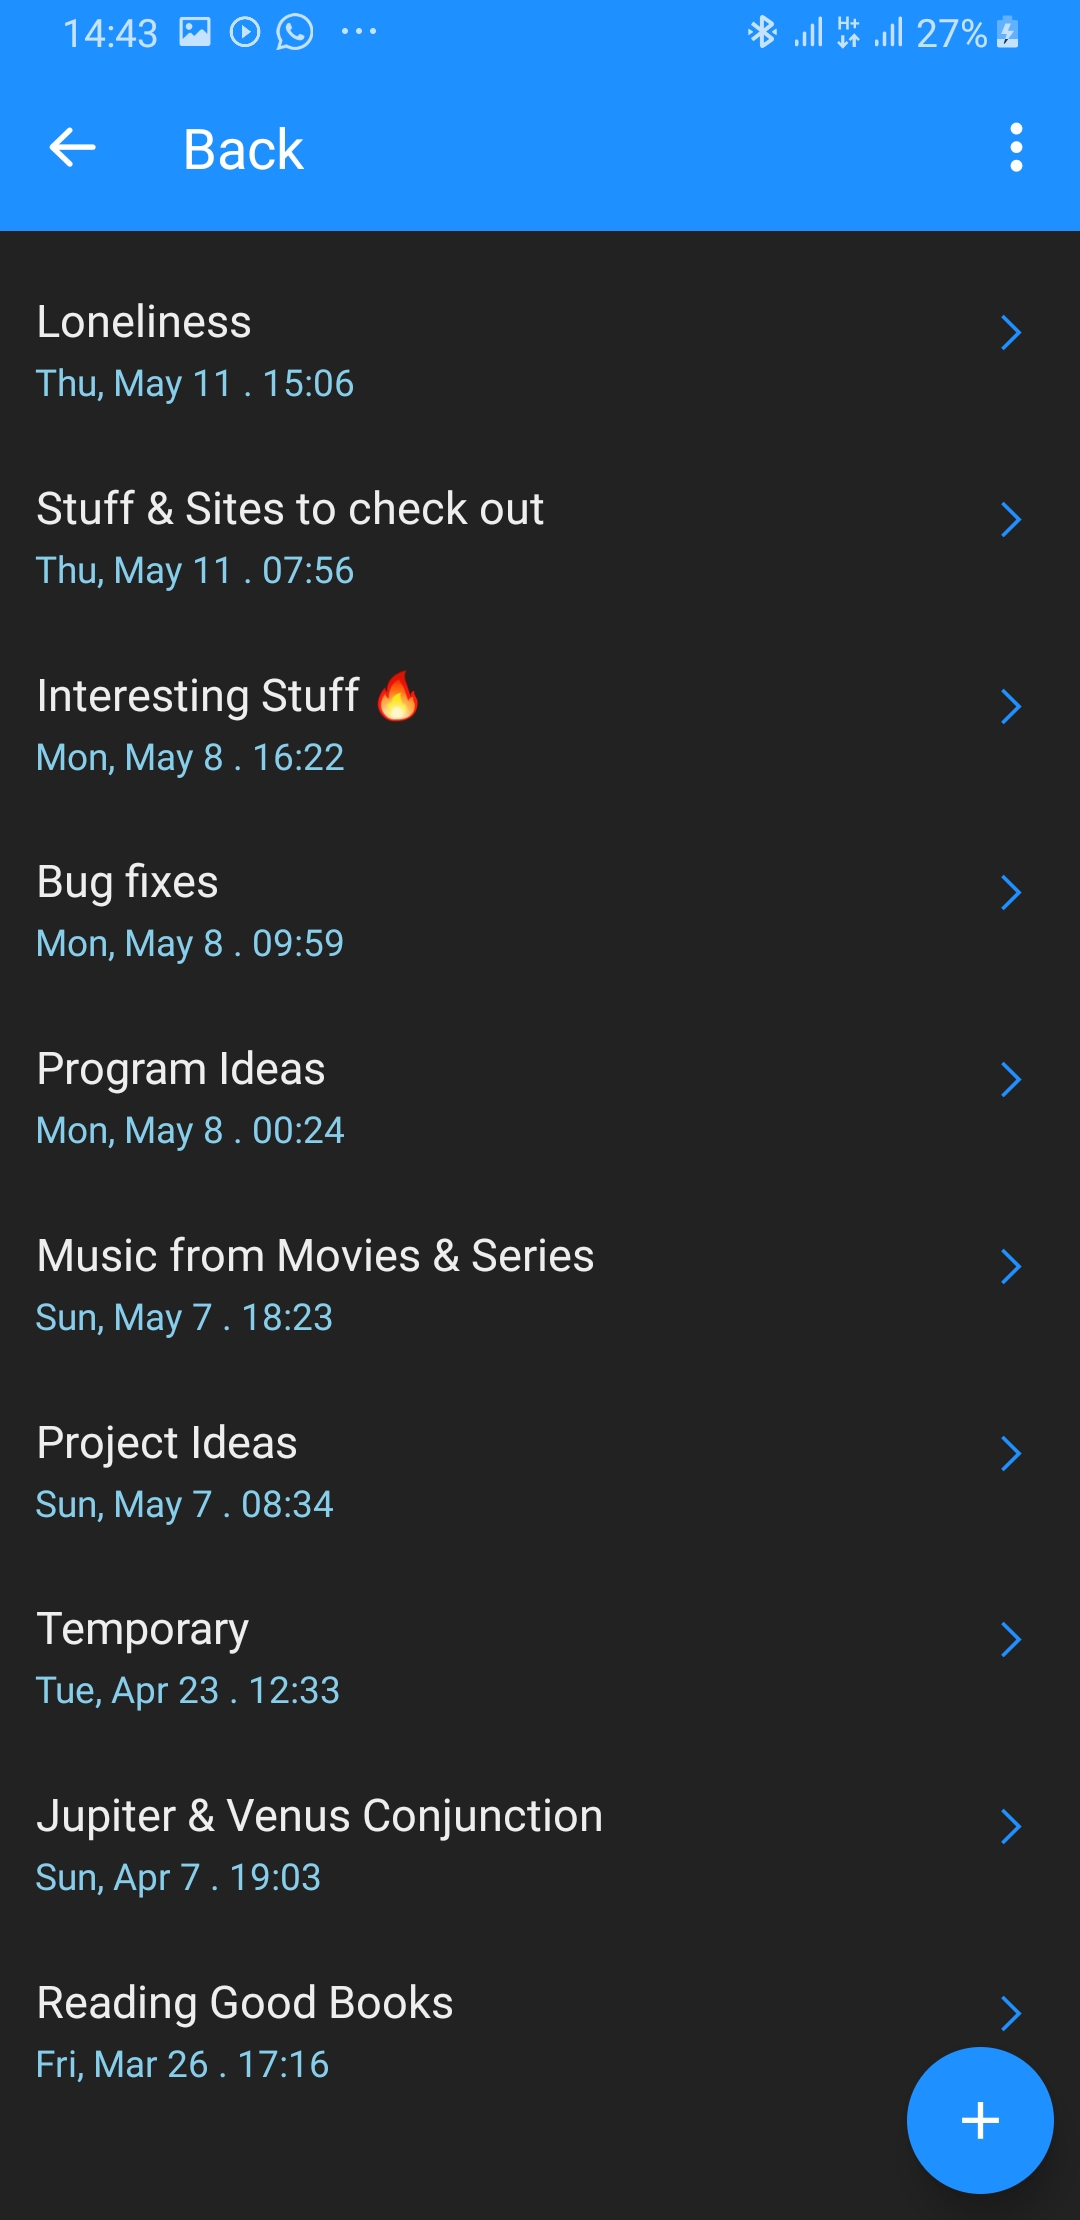 14:43
H+
27%
Back
Loneliness
Thu, May 11 . 15:06
Stuff & Sites to check out
Thu, May 11 . 07:56
Interesting Stuff 🔥
Mon, May 8 . 16:22
Bug fixes
Mon, May 8 . 09:59
Program Ideas
Mon, May 8 . 00:24
Music from Movies & Series
Sun, May 7 . 18:23
Project Ideas
Sun, May 7 . 08:34
Temporary
Tue, Apr 23 . 12:33
Jupiter & Venus Conjunction
Sun, Apr 7 . 19:03
Reading Good Books
Fri, Mar 26 . 17:16